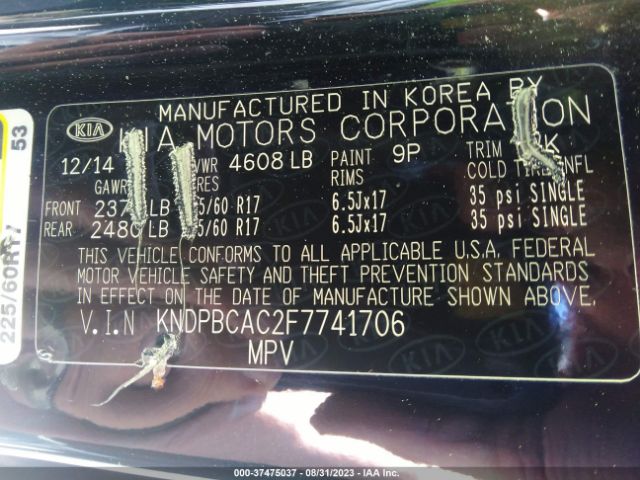 MANUFACTURED IN KOREA BY
KIA
KIA MOTORS CORPORATION
12/14 4608 LB PAINT 9P TRIM
RIMS COLD
FRONT LB R17 6.5Jx17 35 psi SINGLE
REAR LB R17 6.5Jx17 35 psi SINGLE
THIS VEHICLE CONFORMS TO ALL APPLICABLE U.S.A. FEDERAL
MOTOR VEHICLE SAFETY AND THEFT PREVENTION STANDARDS
IN EFFECT ON THE DATE OF MANUFACTURE SHOWN ABOVE.
V.I.N KNDPBCAC2F7741706
MPV
225/60R17
53
000-37475037 - 08/31/2023 - IAA Inc.